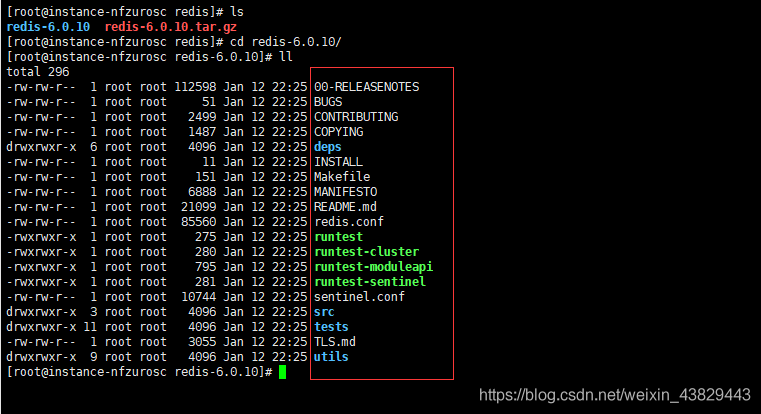 [root@instance-nfzurosc redis]# ls
redis-6.0.10  redis-6.0.10.tar.gz
[root@instance-nfzurosc redis]# cd redis-6.0.10/
[root@instance-nfzurosc redis-6.0.10]# ll
total 296
-rw-rw-r--  1 root root 112598 Jan 12 22:25 00-RELEASENOTES
-rw-rw-r--  1 root root     51 Jan 12 22:25 BUGS
-rw-rw-r--  1 root root   2499 Jan 12 22:25 CONTRIBUTING
-rw-rw-r--  1 root root   1487 Jan 12 22:25 COPYING
drwxrwxr-x  6 root root   4096 Jan 12 22:25 deps
-rw-rw-r--  1 root root     11 Jan 12 22:25 INSTALL
-rw-rw-r--  1 root root    151 Jan 12 22:25 Makefile
-rw-rw-r--  1 root root   6888 Jan 12 22:25 MANIFESTO
-rw-rw-r--  1 root root  21099 Jan 12 22:25 README.md
-rw-rw-r--  1 root root  85560 Jan 12 22:25 redis.conf
-rwxrwxr-x  1 root root    275 Jan 12 22:25 runtest
-rwxrwxr-x  1 root root    280 Jan 12 22:25 runtest-cluster
-rwxrwxr-x  1 root root    795 Jan 12 22:25 runtest-moduleapi
-rwxrwxr-x  1 root root    281 Jan 12 22:25 runtest-sentinel
-rw-rw-r--  1 root root  10744 Jan 12 22:25 sentinel.conf
drwxrwxr-x  3 root root   4096 Jan 12 22:25 src
drwxrwxr-x 11 root root   4096 Jan 12 22:25 tests
-rw-rw-r--  1 root root   3055 Jan 12 22:25 TLS.md
drwxrwxr-x  9 root root   4096 Jan 12 22:25 utils
[root@instance-nfzurosc redis-6.0.10]#
https://blog.csdn.net/weixin_43829443